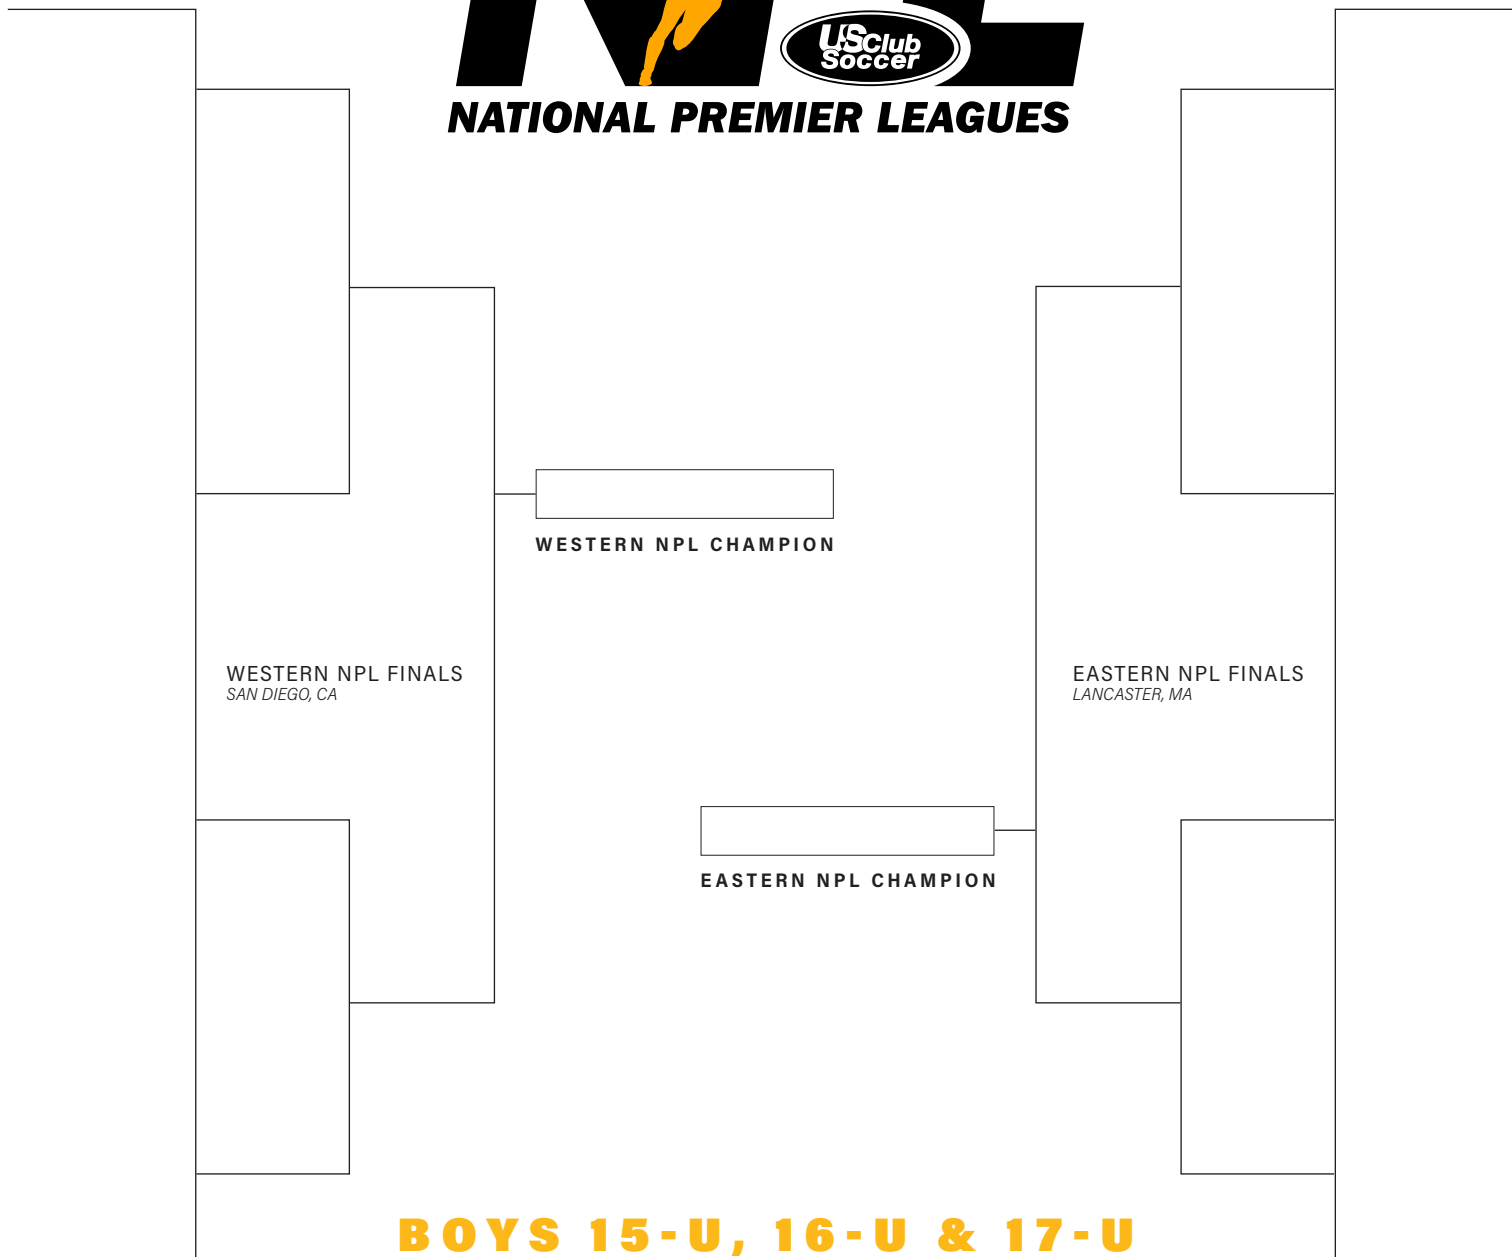 US Club
Soccer
NATIONAL PREMIER LEAGUES
WESTERN NPL CHAMPION
WESTERN NPL FINALS
SAN DIEGO, CA
EASTERN NPL FINALS
LANCASTER, MA
EASTERN NPL CHAMPION
BOYS 15-U, 16-U & 17-U